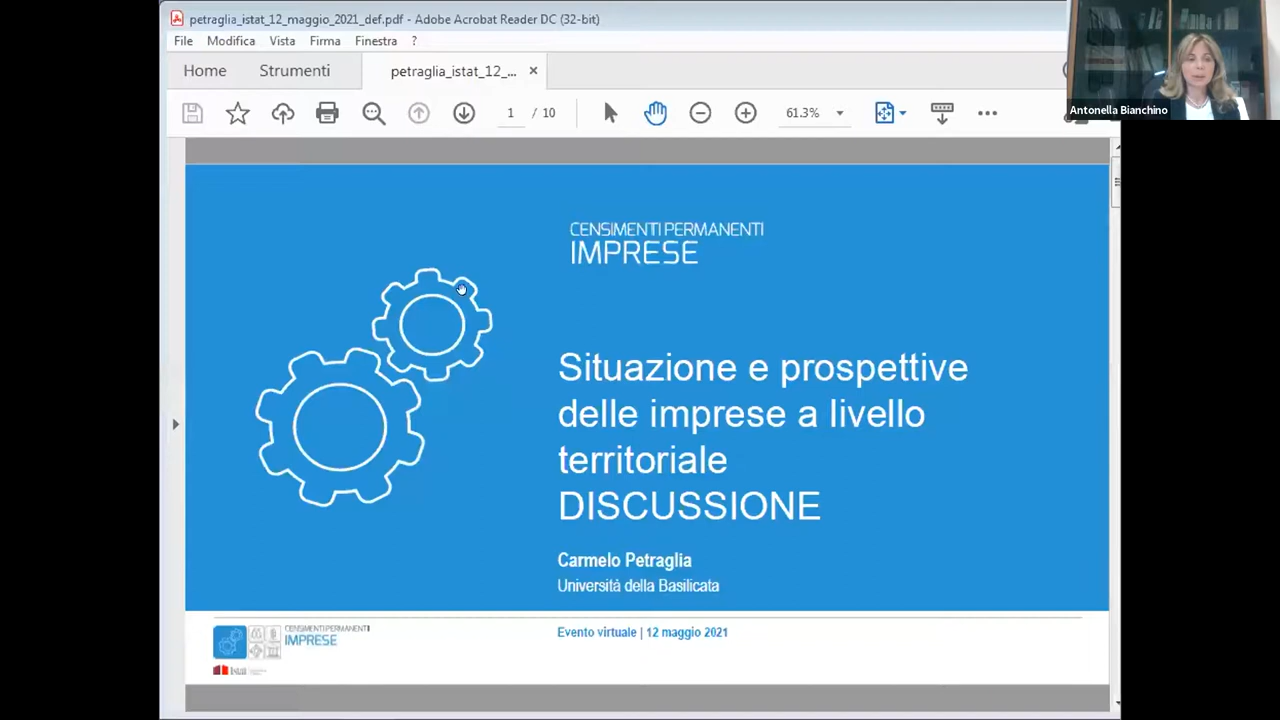 petraglia_istat_12_maggio_2021_def.pdf - Adobe Acrobat Reader DC (32-bit)
File Modifica Vista Firma Finestra ?
Home Strumenti petraglia_istat_12_...
1 / 10 61.3%
Antonella Bianchino
CENSIMENTI PERMANENTI
IMPRESE
Situazione e prospettive
delle imprese a livello
territoriale
DISCUSSIONE
Carmelo Petraglia
Università della Basilicata
CENSIMENTI PERMANENTI
IMPRESE
Evento virtuale | 12 maggio 2021
Istat